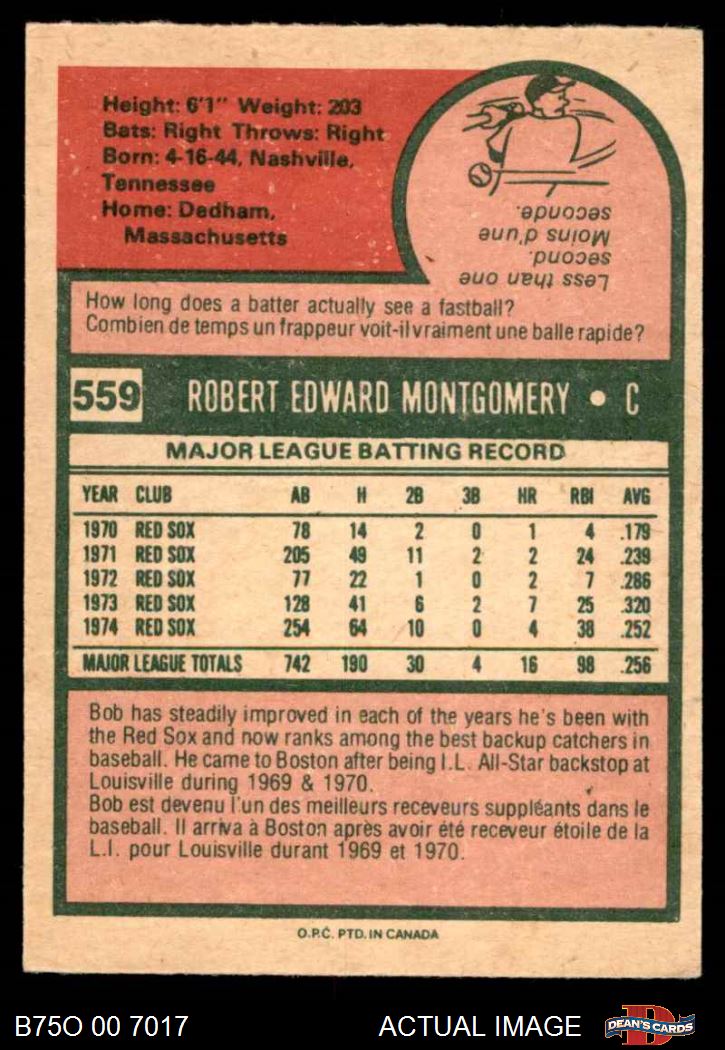 Height: 6'1" Weight: 203
Bats: Right Throws: Right
Born: 4-16-44, Nashville,
Tennessee
Home: Dedham,
Massachusetts
Less than one
second.
Moins d'une
seconde.
How long does a batter actually see a fastball?
Combien de temps un frappeur voit-il vraiment une balle rapide?
559 ROBERT EDWARD MONTGOMERY • C
MAJOR LEAGUE BATTING RECORD
YEAR CLUB AB H 2B 3B HR RBI AVG
1970 RED SOX 78 14 2 0 1 4 .179
1971 RED SOX 205 49 11 2 2 24 .239
1972 RED SOX 77 22 1 0 2 7 .286
1973 RED SOX 128 41 6 2 7 25 .320
1974 RED SOX 254 64 10 0 4 38 .252
MAJOR LEAGUE TOTALS 742 190 30 4 16 98 .256
Bob has steadily improved in each of the years he's been with
the Red Sox and now ranks among the best backup catchers in
baseball. He came to Boston after being I.L. All-Star backstop at
Louisville during 1969 & 1970.
Bob est devenu l'un des meilleurs receveurs suppléants dans le
baseball. Il arriva à Boston après avoir été receveur étoile de la
L.I. pour Louisville durant 1969 et 1970.
O.P.C. PTD. IN CANADA
B75O 00 7017 ACTUAL IMAGE
D
DEAN'S CARDS